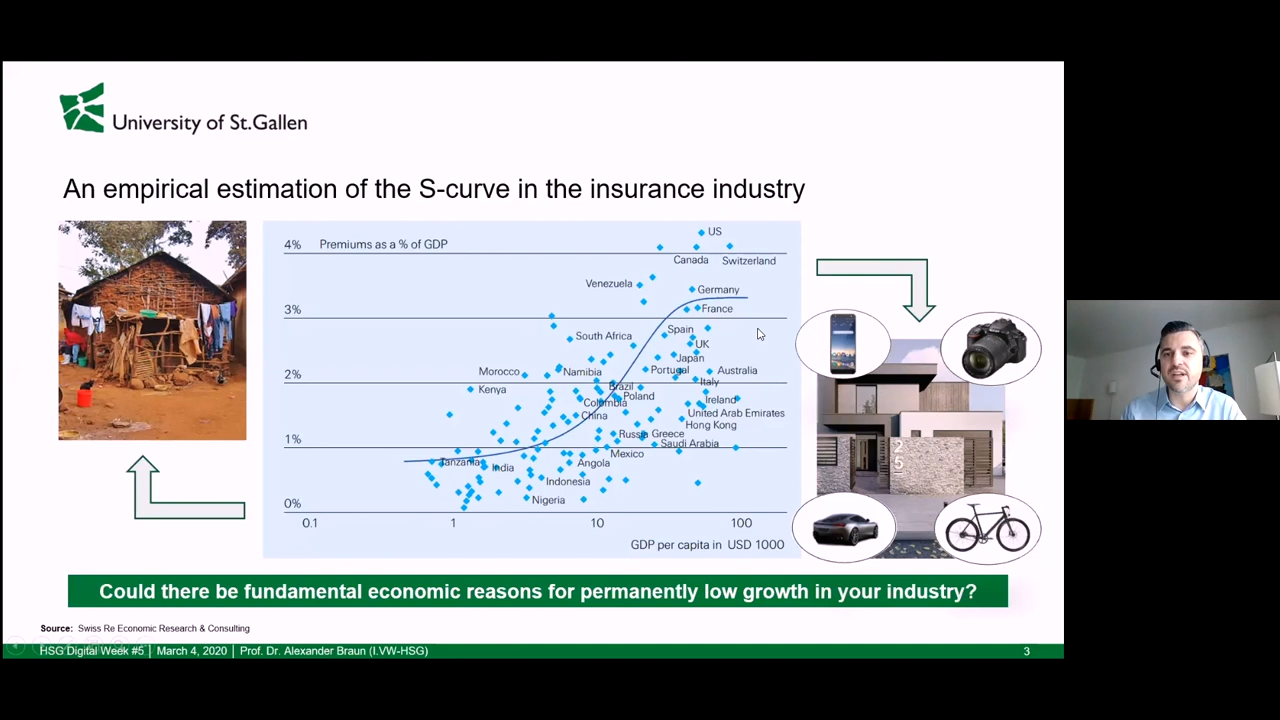 University of St.Gallen
An empirical estimation of the S-curve in the insurance industry
4%
Premiums as a % of GDP
US
Canada
Switzerland
Venezuela
Germany
3%
France
South Africa
Spain
UK
Japan
Morocco
Namibia
Portugal
Australia
2%
Kenya
Brazil
Italy
Poland
Columbia
Ireland
China
United Arab Emirates
Hong Kong
Russia
Greece
1%
Saudi Arabia
Mexico
Tanzania
India
Angola
Indonesia
Nigeria
0%
0.1
1
10
100
GDP per capita in USD 1000
2
5
Could there be fundamental economic reasons for permanently low growth in your industry?
Source: Swiss Re Economic Research & Consulting
HSG Digital Week #5 | March 4, 2020 | Prof. Dr. Alexander Braun (I.VW-HSG)
3